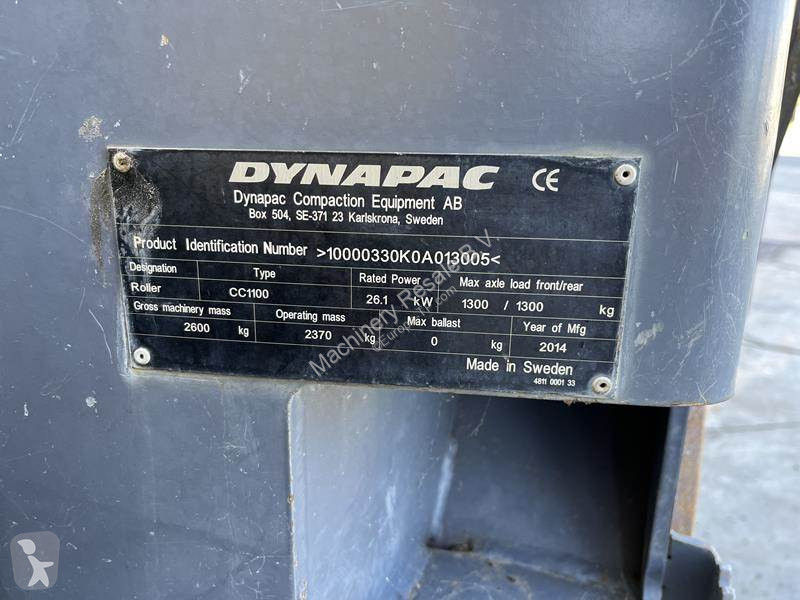 DYNAPAC CE
Dynapac Compaction Equipment AB
Box 504, SE-371 23 Karlskrona, Sweden
Product Identification Number >10000330K0A013005<
Designation Type Rated Power Max axle load front/rear
Roller CC1100 26.1 kW 1300 / 1300 kg
Gross machinery mass Operating mass Max ballast Year of Mfg
2600 kg 2370 kg 0 kg 2014
Made in Sweden
4811 0001 33
Machinery Resale B.V.